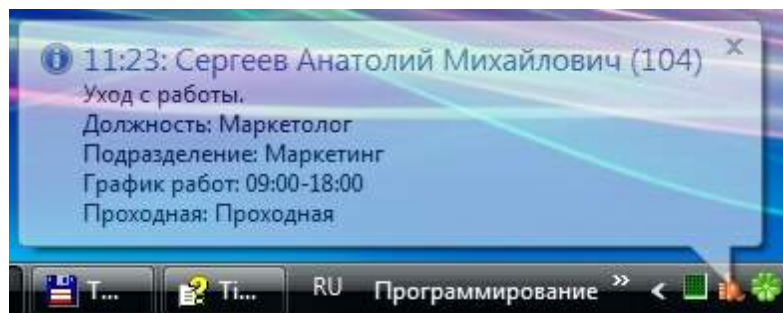 11:23: Сергеев Анатолий Михайлович (104)
Уход с работы.
Должность: Маркетолог
Подразделение: Маркетинг
График работ: 09:00-18:00
Проходная: Проходная
T... Ti... RU Программирование